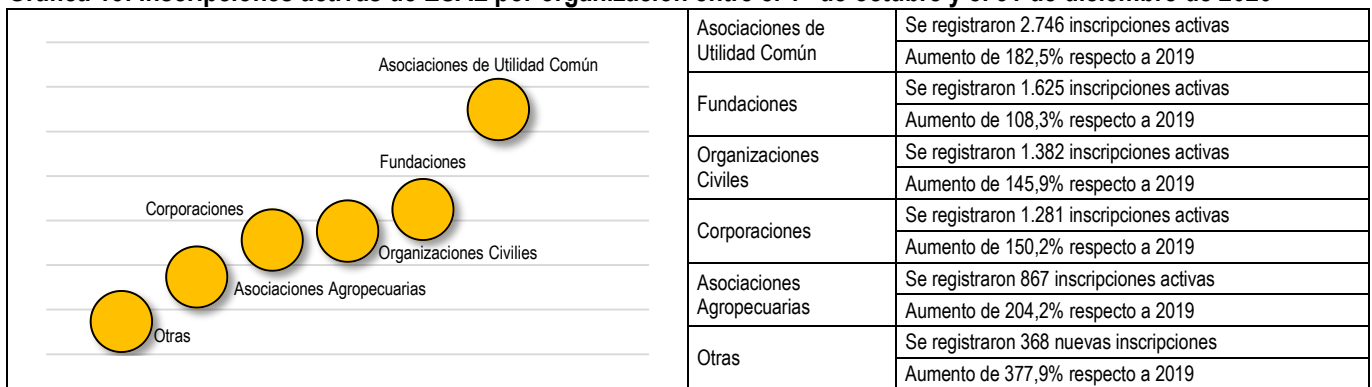 Asociaciones de Utilidad Común
Fundaciones
Corporaciones
Organizaciones Civilies
Asociaciones Agropecuarias
Otras
Asociaciones de
Utilidad Común
Se registraron 2.746 inscripciones activas
Aumento de 182,5% respecto a 2019
Fundaciones
Se registraron 1.625 inscripciones activas
Aumento de 108,3% respecto a 2019
Organizaciones
Civiles
Se registraron 1.382 inscripciones activas
Aumento de 145,9% respecto a 2019
Corporaciones
Se registraron 1.281 inscripciones activas
Aumento de 150,2% respecto a 2019
Asociaciones
Agropecuarias
Se registraron 867 inscripciones activas
Aumento de 204,2% respecto a 2019
Otras
Se registraron 368 nuevas inscripciones
Aumento de 377,9% respecto a 2019